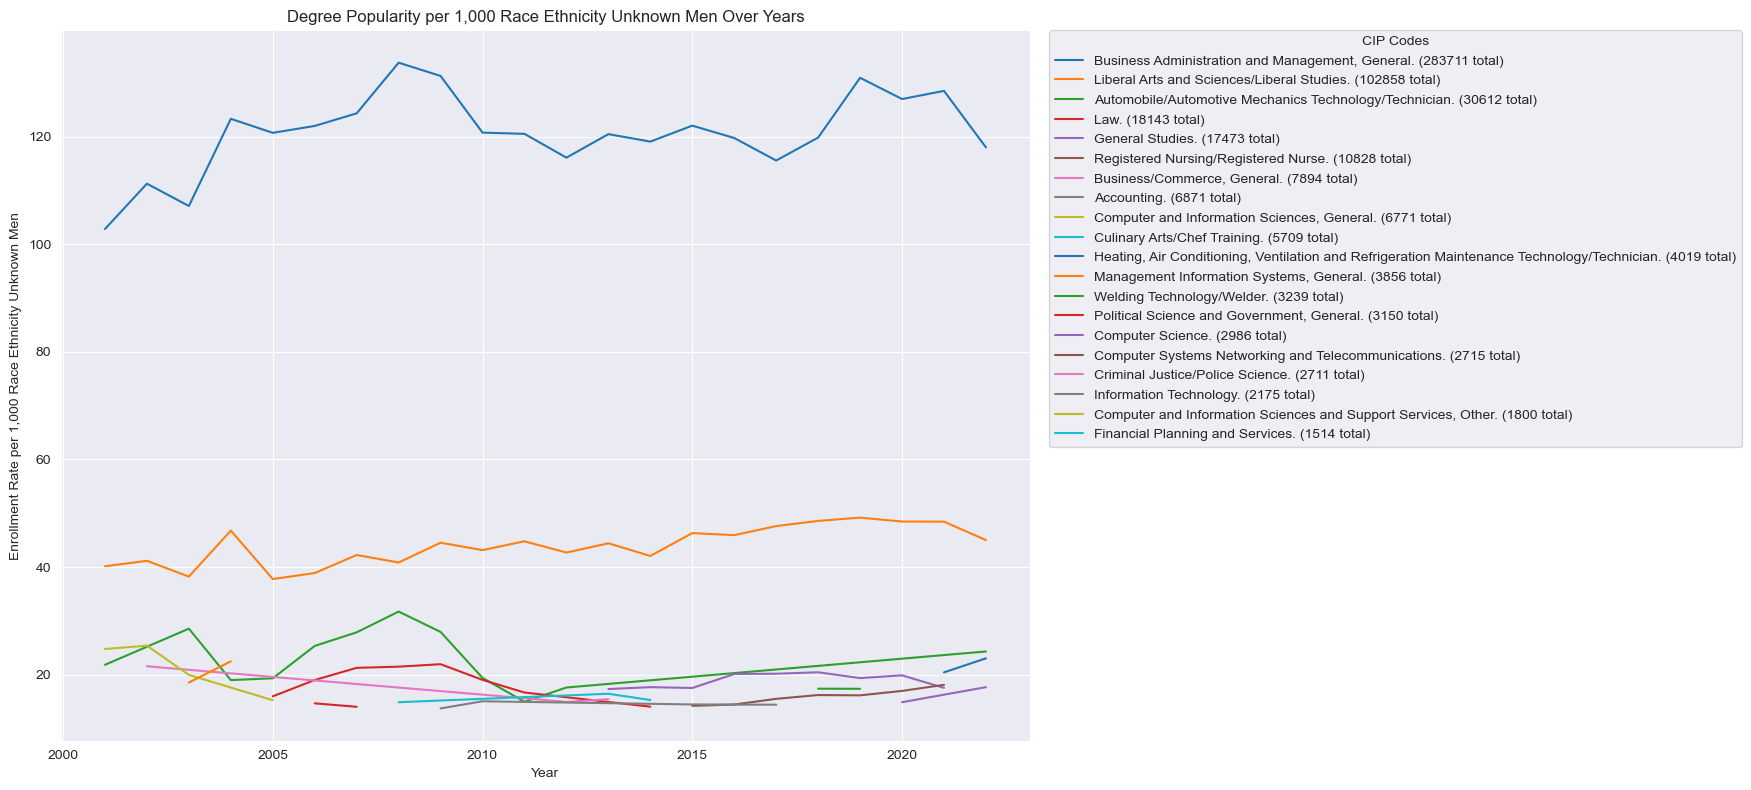 Degree Popularity per 1,000 Race Ethnicity Unknown Men Over Years
Enrollment Rate per 1,000 Race Ethnicity Unknown Men
120
100
80
60
40
20
2000
2005
2010
2015
2020
Year
CIP Codes
Business Administration and Management, General. (283711 total)
Liberal Arts and Sciences/Liberal Studies. (102858 total)
Automobile/Automotive Mechanics Technology/Technician. (30612 total)
Law. (18143 total)
General Studies. (17473 total)
Registered Nursing/Registered Nurse. (10828 total)
Business/Commerce, General. (7894 total)
Accounting. (6871 total)
Computer and Information Sciences, General. (6771 total)
Culinary Arts/Chef Training. (5709 total)
Heating, Air Conditioning, Ventilation and Refrigeration Maintenance Technology/Technician. (4019 total)
Management Information Systems, General. (3856 total)
Welding Technology/Welder. (3239 total)
Political Science and Government, General. (3150 total)
Computer Science. (2986 total)
Computer Systems Networking and Telecommunications. (2715 total)
Criminal Justice/Police Science. (2711 total)
Information Technology. (2175 total)
Computer and Information Sciences and Support Services, Other. (1800 total)
Financial Planning and Services. (1514 total)